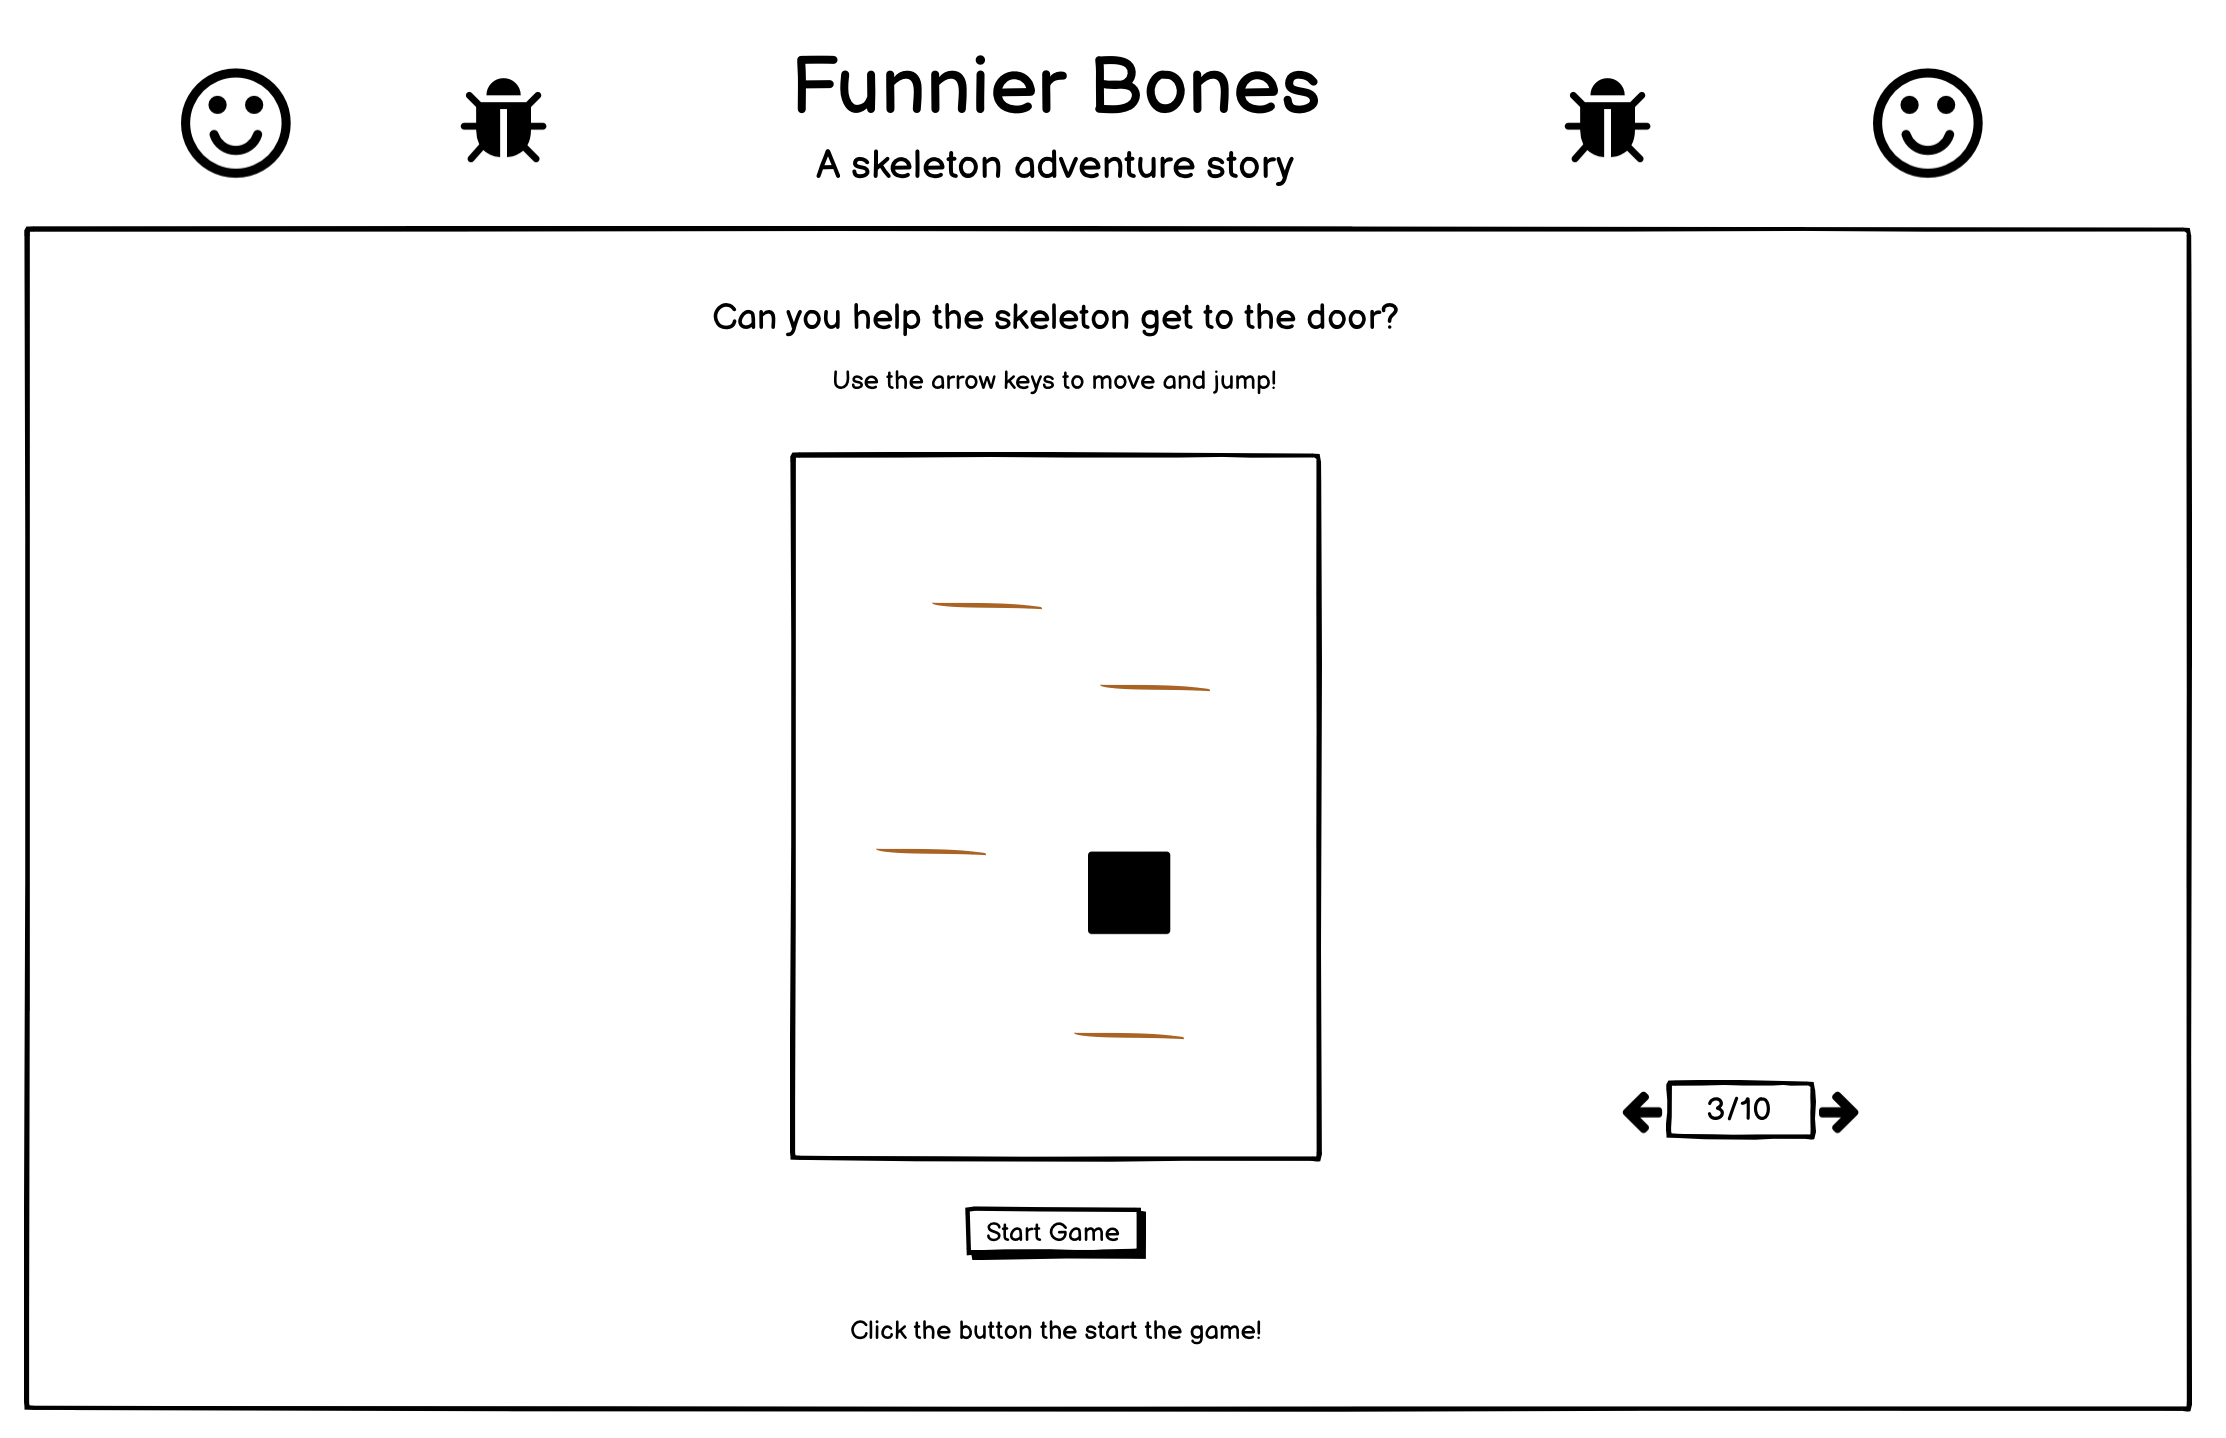 Funnier Bones
A skeleton adventure story
Can you help the skeleton get to the door?
Use the arrow keys to move and jump!
3/10
Start Game
Click the button the start the game!